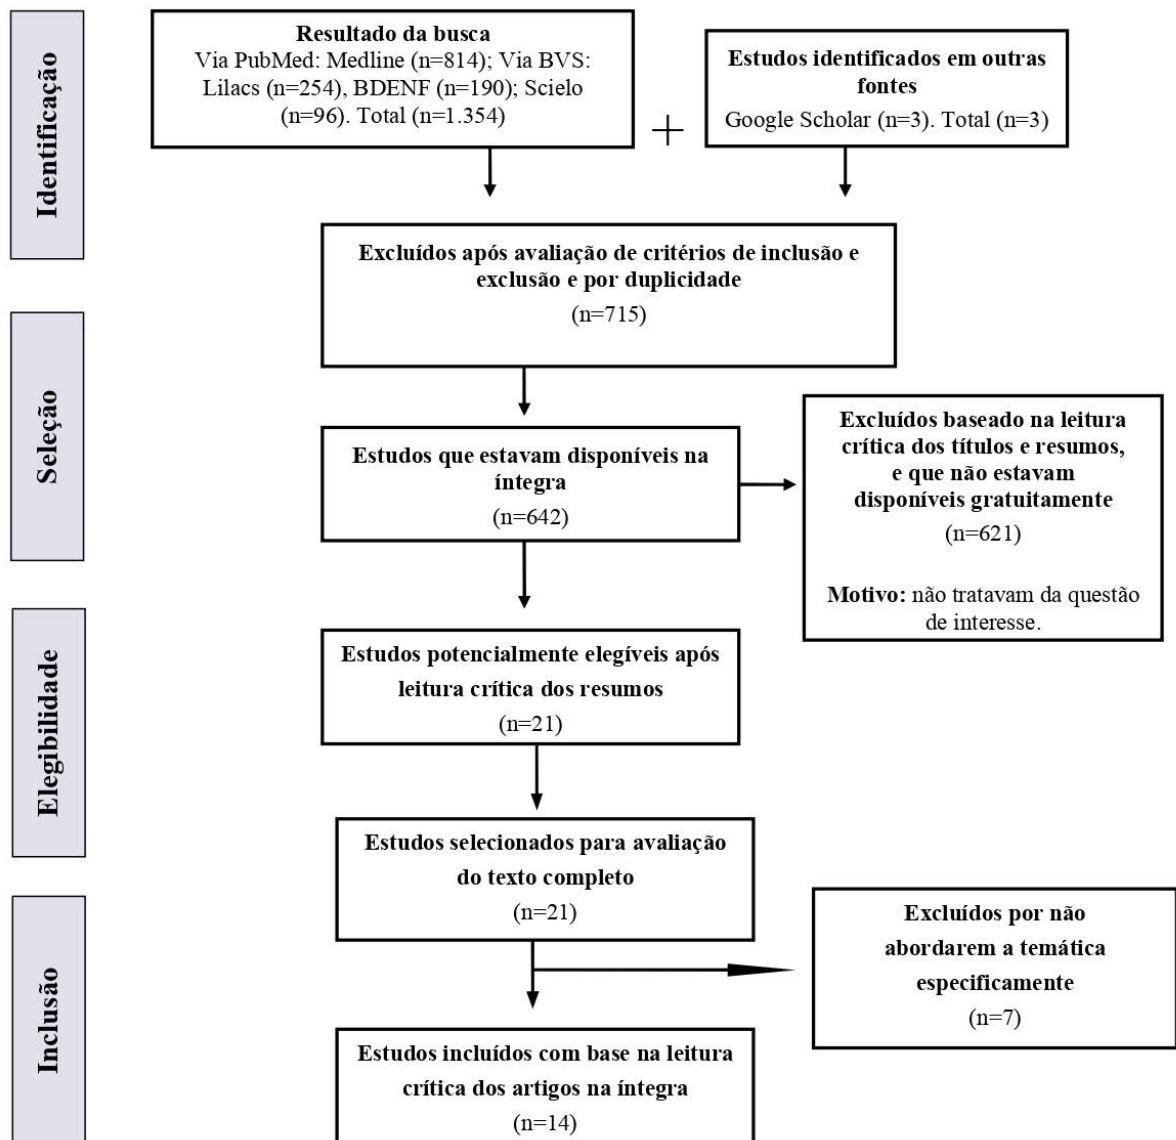 Identificação
Resultado da busca
Via PubMed: Medline (n=814); Via BVS:
Lilacs (n=254), BDENF (n=190); Scielo
(n=96). Total (n=1.354)
+
Estudos identificados em outras
fontes
Google Scholar (n=3). Total (n=3)
Excluídos após avaliação de critérios de inclusão e
exclusão e por duplicidade
(n=715)
Seleção
Estudos que estavam disponíveis na
íntegra
(n=642)
Excluídos baseado na leitura
crítica dos títulos e resumos,
e que não estavam
disponíveis gratuitamente
(n=621)
Motivo: não tratavam da questão
de interesse.
Elegibilidade
Estudos potencialmente elegíveis após
leitura crítica dos resumos
(n=21)
Estudos selecionados para avaliação
do texto completo
(n=21)
Inclusão
Excluídos por não
abordarem a temática
especificamente
(n=7)
Estudos incluídos com base na leitura
crítica dos artigos na íntegra
(n=14)